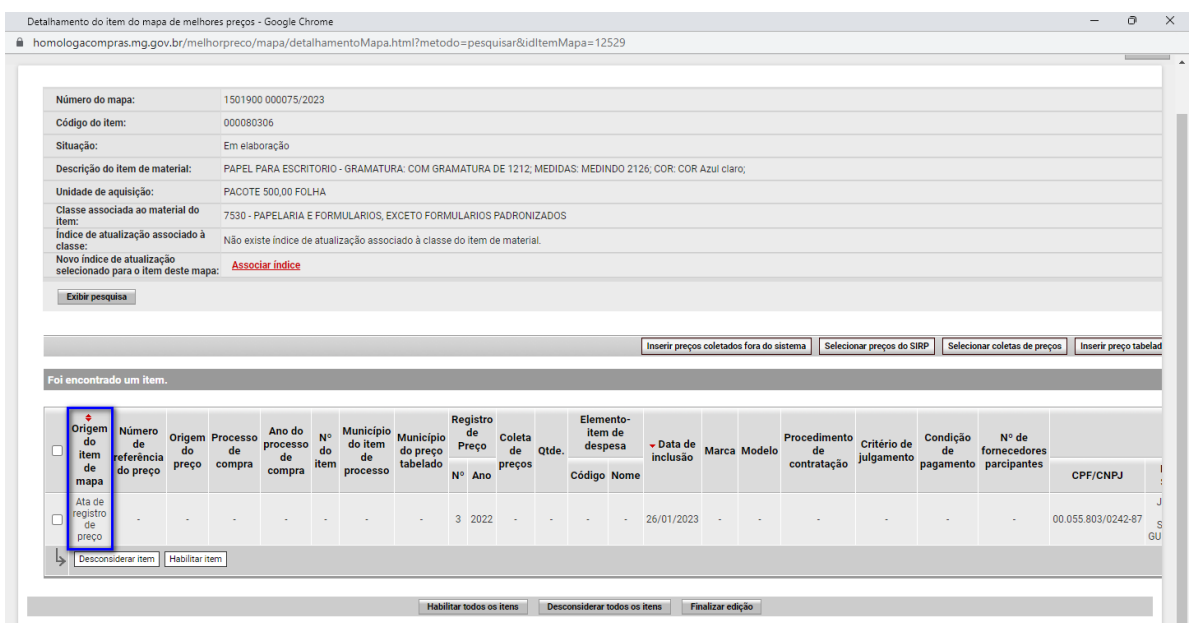 Detalhamento do item do mapa de melhores preços - Google Chrome
homologacompras.mg.gov.br/melhorpreco/mapa/detalhamentoMapa.html?metodo=pesquisar&idItemMapa=12529
Número do mapa: 1501900 000075/2023
Código do item: 000080306
Situação: Em elaboração
Descrição do item de material: PAPEL PARA ESCRITORIO - GRAMATURA: COM GRAMATURA DE 1212; MEDIDAS: MEDINDO 2126; COR: COR Azul claro;
Unidade de aquisição: PACOTE 500,00 FOLHA
Classe associada ao material do
item:
7530 - PAPELARIA E FORMULARIOS, EXCETO FORMULARIOS PADRONIZADOS
Índice de atualização associado à
classe:
Não existe índice de atualização associado à classe do item de material.
Novo índice de atualização
selecionado para o item deste mapa:
Associar índice
Exibir pesquisa
Inserir preços coletados fora do sistema Selecionar preços do SIRP Selecionar coletas de preços Inserir preço tabelad
Foi encontrado um item.
Origem
do
item
de
mapa
Número
de
referência
do preço
Origem
do
preço
Processo
de
compra
Ano do
processo
de
compra
Nº
do
item
Município
do item
de
processo
Município
do preço
tabelado
Registro
de
Preço
Nº Ano
Coleta
de
preços
Qtde.
Elemento-
item de
despesa
Código Nome
Data de
inclusão
Marca Modelo
Procedimento
de
contratação
Critério de
julgamento
Condição
de
pagamento
Nº de
fornecedores
parcipantes
CPF/CNPJ
Ata de
registro
de
preço
- - - - - - - 3 2022 - - - - 26/01/2023 - - - - - - 00.055.803/0242-87
J
S
GU
Desconsiderar item Habilitar item
Habilitar todos os itens Desconsiderar todos os itens Finalizar edição